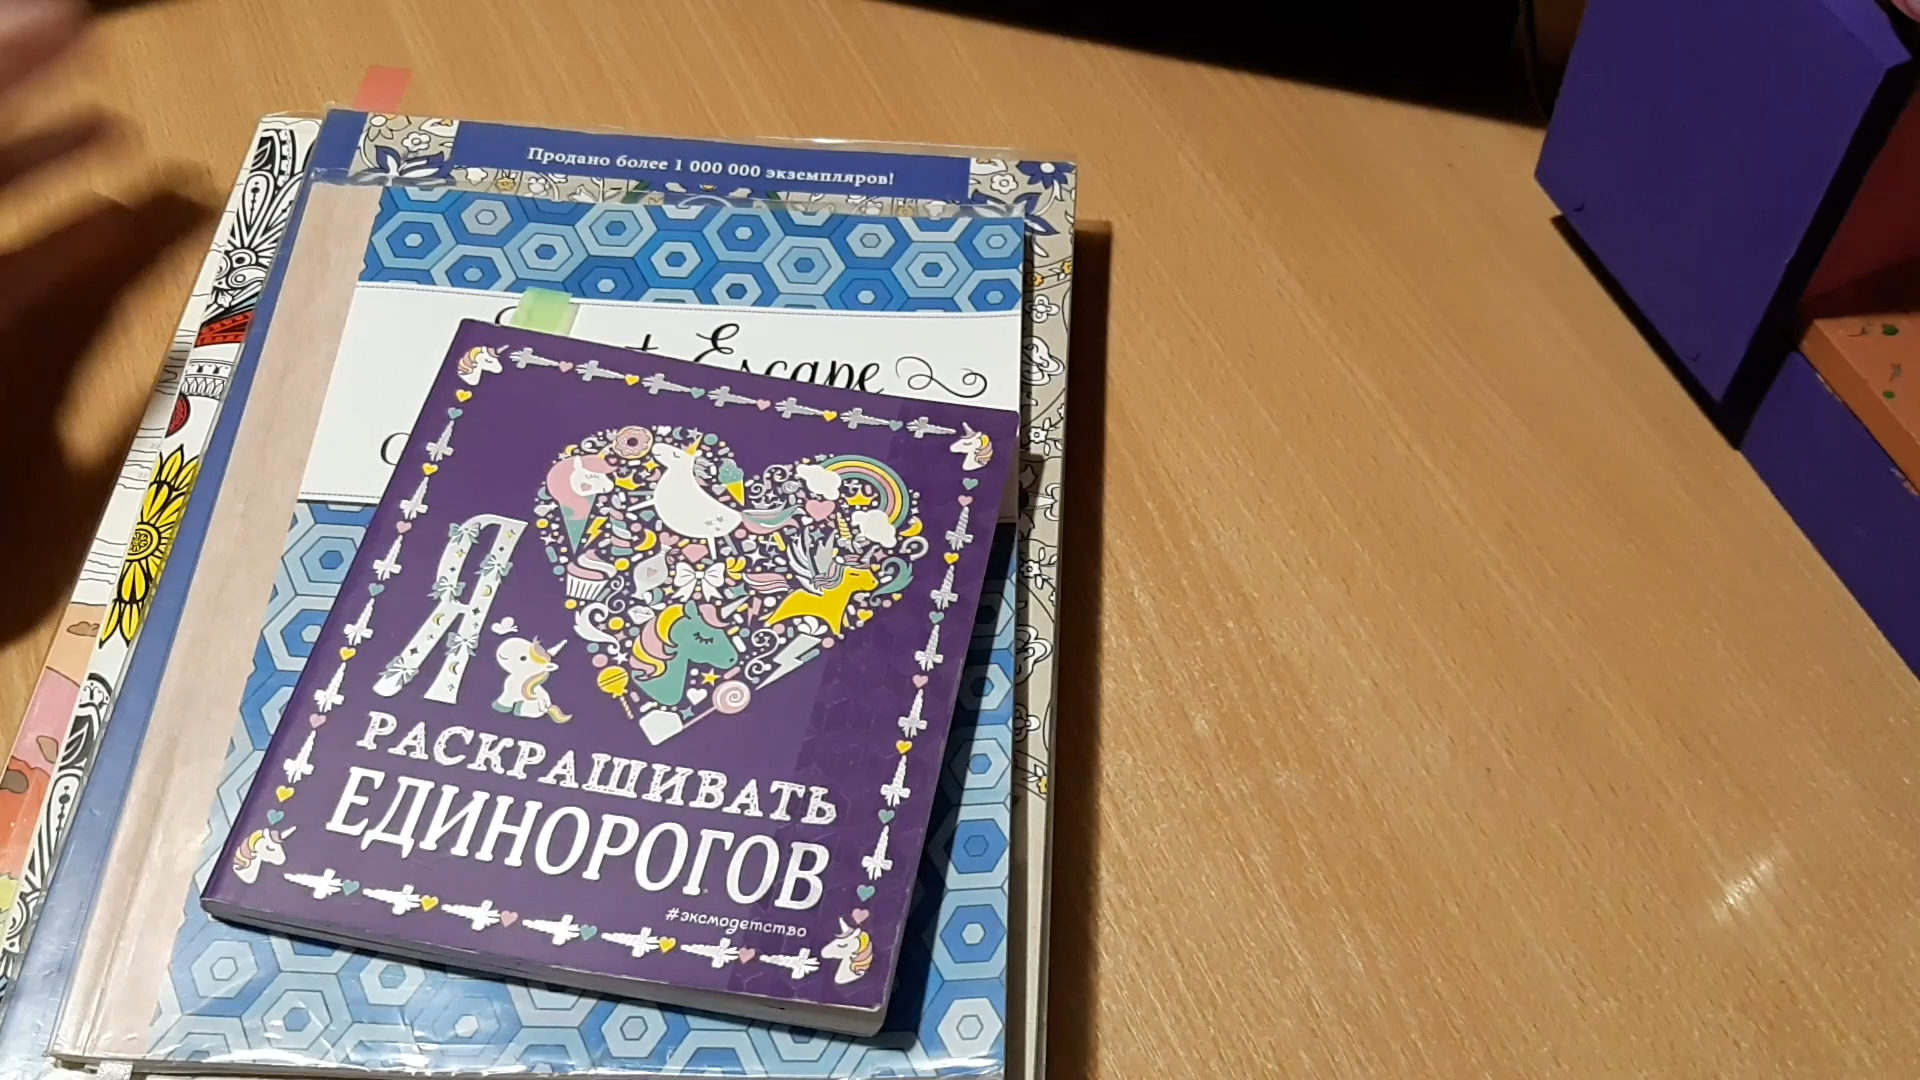 Продано более 1 000 000 экземпляров!
Escape
Я
РАСКРАШИВАТЬ
ЕДИНОРОГОВ
#эксмодетство